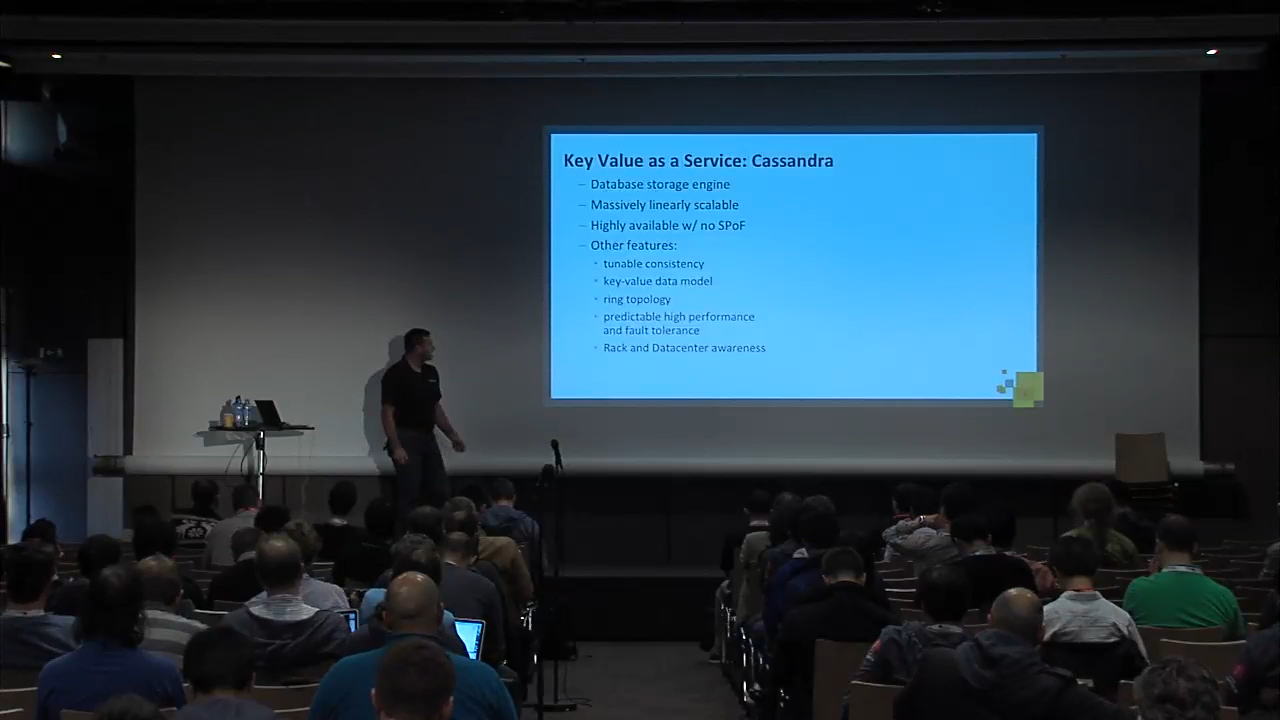 Key Value as a Service: Cassandra
– Database storage engine
– Massively linearly scalable
– Highly available w/ no SPoF
– Other features:
• tunable consistency
• key-value data model
• ring topology
• predictable high performance
and fault tolerance
• Rack and Datacenter awareness